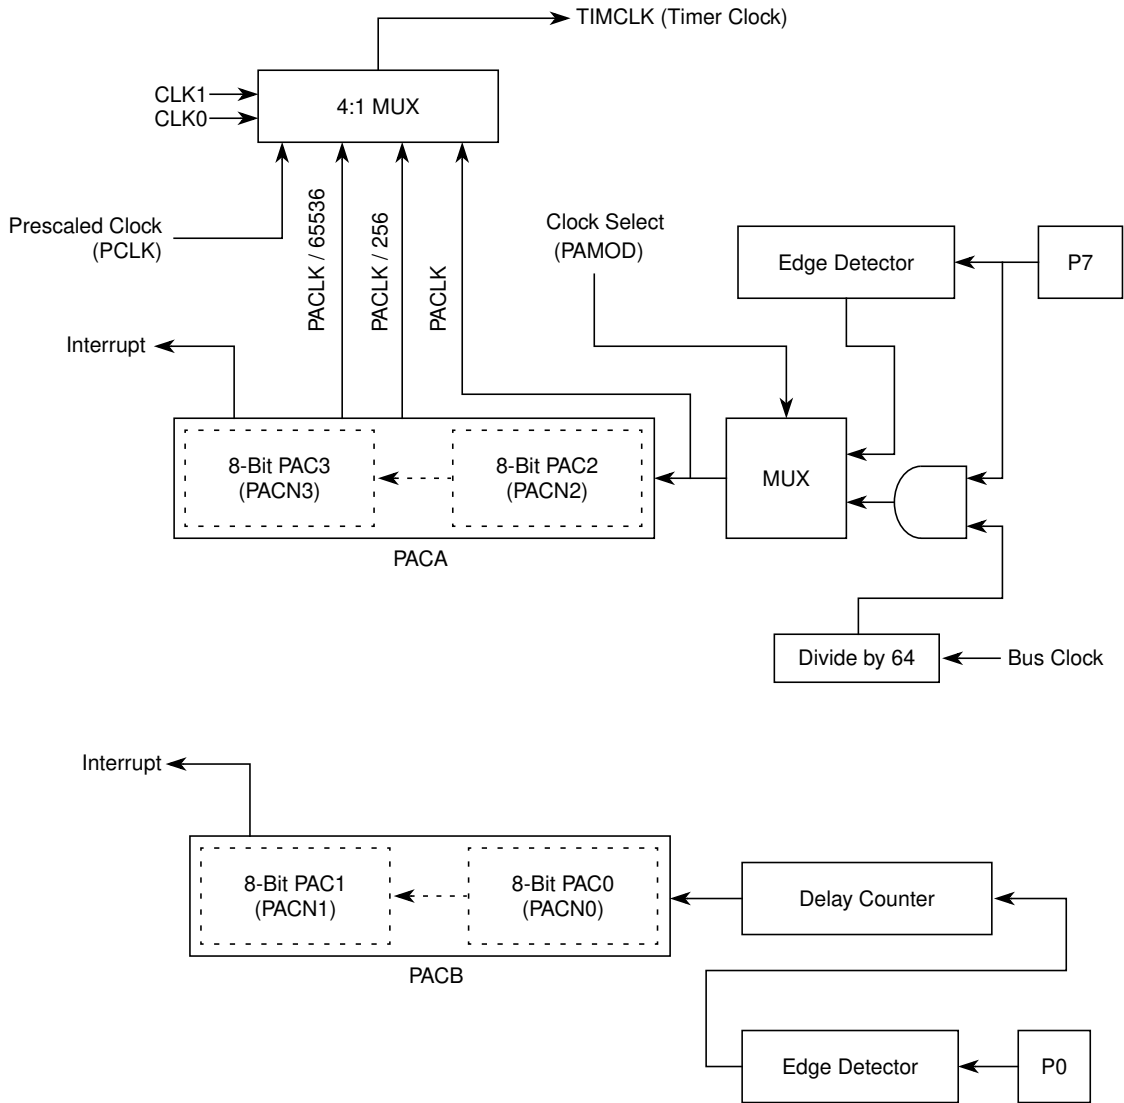 TIMCLK (Timer Clock)
CLK1
CLK0
4:1 MUX
Prescaled Clock
(PCLK)
PACLK / 65536
PACLK / 256
PACLK
Clock Select
(PAMOD)
Edge Detector
P7
Interrupt
8-Bit PAC3
(PACN3)
8-Bit PAC2
(PACN2)
MUX
PACA
Divide by 64
Bus Clock
Interrupt
8-Bit PAC1
(PACN1)
8-Bit PAC0
(PACN0)
Delay Counter
PACB
Edge Detector
P0